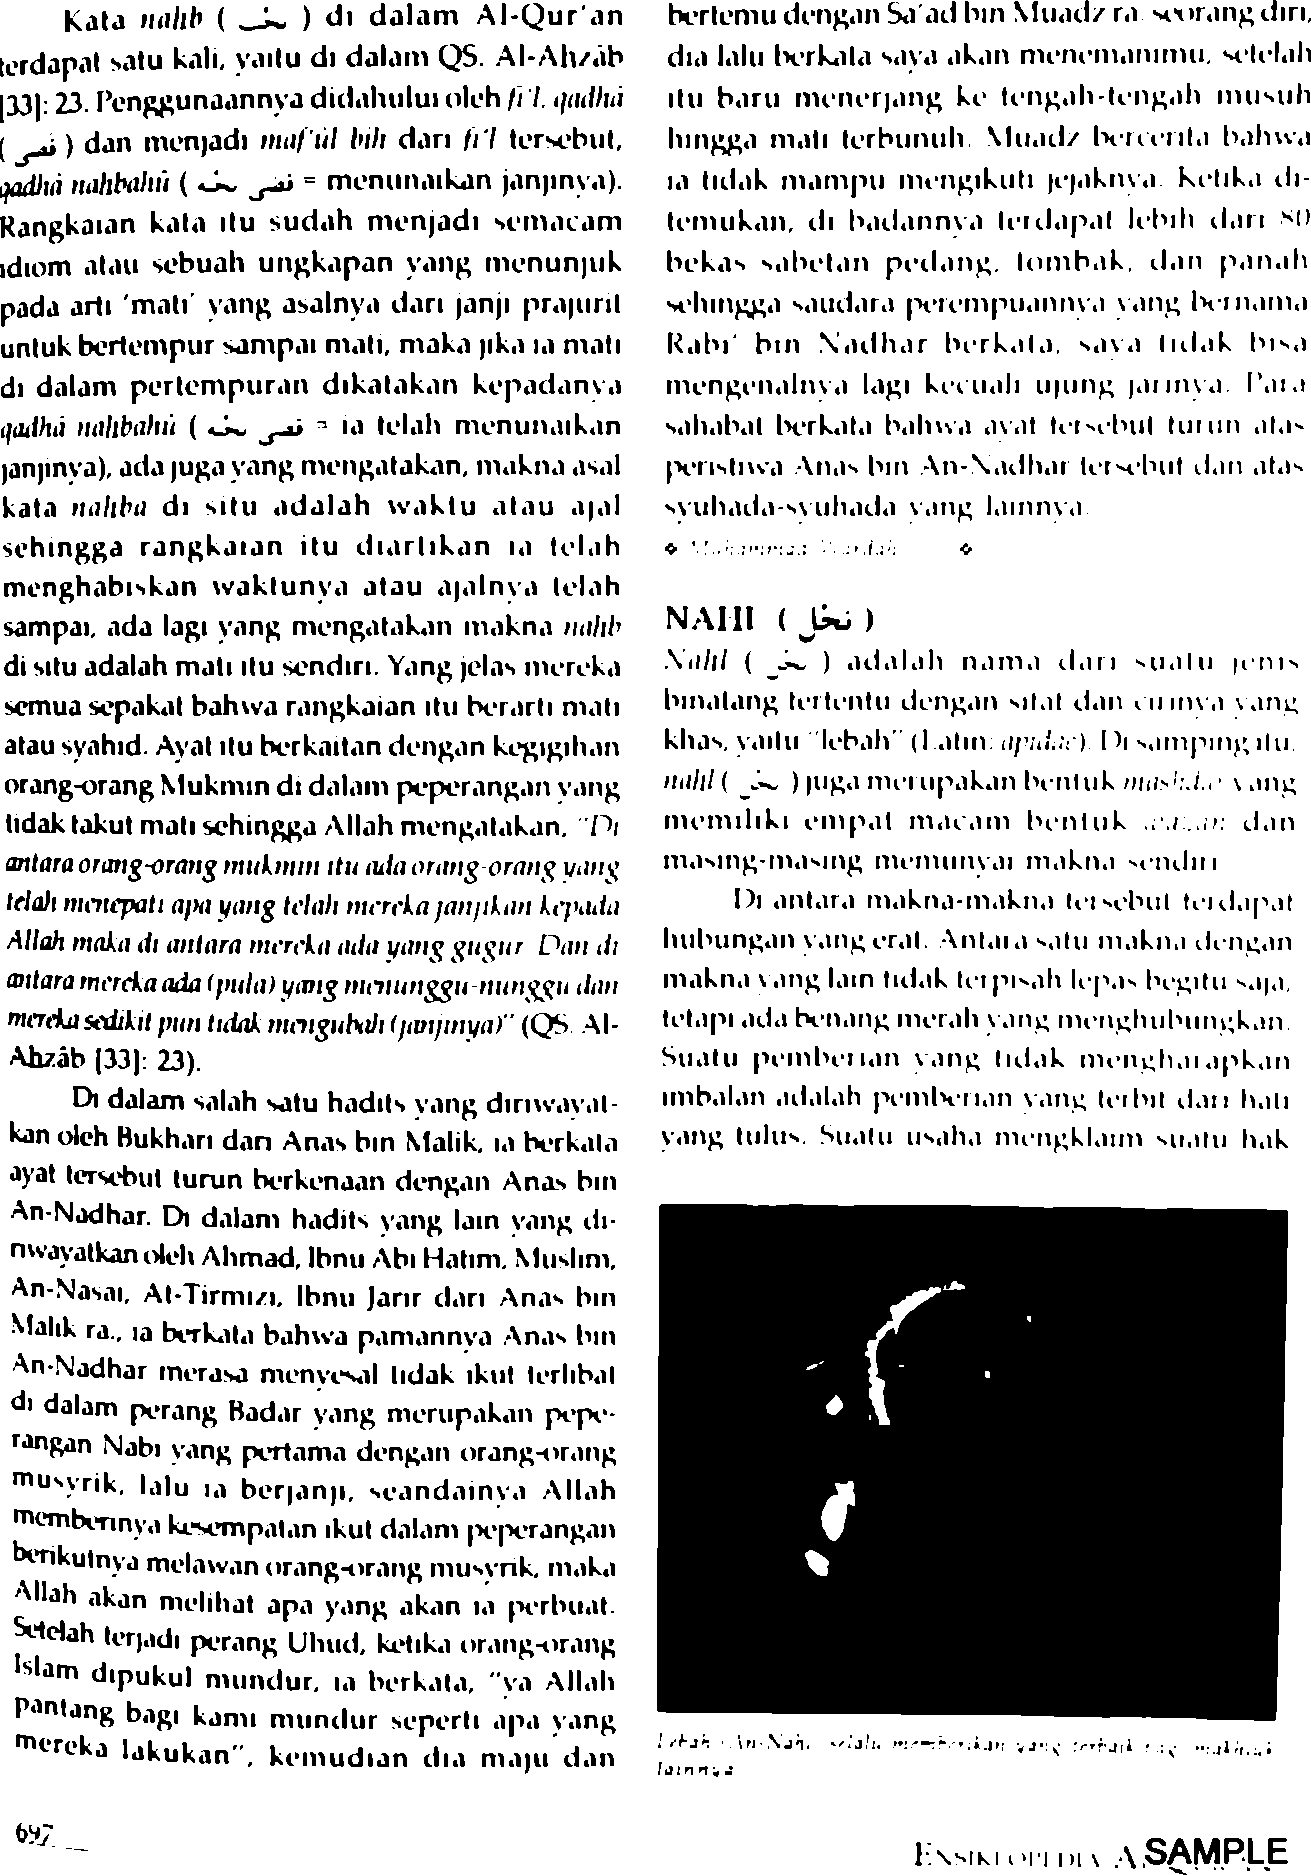 Kata nahb ( نحب ) di dalam Al-Qur'an
terdapat satu kali, yaitu di dalam QS. Al-Ahzâb
[33]: 23. Penggunaannya didahului oleh fi'l, qadhâ
( قضى ) dan menjadi maf'ûl bih dari fi'l tersebut,
qadhâ nahbahû ( قضى نحبه = menunaikan janjinya).
Rangkaian kata itu sudah menjadi semacam
idiom atau sebuah ungkapan yang menunjuk
pada arti 'mati' yang asalnya dari janji prajurit
untuk bertempur sampai mati, maka jika ia mati
di dalam pertempuran dikatakan kepadanya
qadhâ nahbahû ( قضى نحبه = ia telah menunaikan
janjinya), ada juga yang mengatakan, makna asal
kata nahba di situ adalah waktu atau ajal
sehingga rangkaian itu diartikan ia telah
menghabiskan waktunya atau ajalnya telah
sampai, ada lagi yang mengatakan makna nahb
di situ adalah mati itu sendiri. Yang jelas mereka
semua sepakat bahwa rangkaian itu berarti mati
atau syahid. Ayat itu berkaitan dengan kegigihan
orang-orang Mukmin di dalam peperangan yang
tidak takut mati sehingga Allah mengatakan, "Di
antara orang-orang mukmin itu ada orang-orang yang
telah menepati apa yang telah mereka janjikan kepada
Allah maka di antara mereka ada yang gugur. Dan di
antara mereka ada (pula) yang menunggu-nunggu dan
mereka sedikit pun tidak mengubah (janjinya)" (QS. Al-
Ahzâb [33]: 23).
Di dalam salah satu hadits yang diriwayat-
kan oleh Bukhari dari Anas bin Malik, ia berkata
ayat tersebut turun berkenaan dengan Anas bin
An-Nadhar. Di dalam hadits yang lain yang di-
riwayatkan oleh Ahmad, Ibnu Abi Hatim, Muslim,
An-Nasai, At-Tirmizi, Ibnu Jarir dari Anas bin
Malik ra., ia berkata bahwa pamannya Anas bin
An-Nadhar merasa menyesal tidak ikut terlibat
di dalam perang Badar yang merupakan pepe-
rangan Nabi yang pertama dengan orang-orang
musyrik, lalu ia berjanji, seandainya Allah
memberinya kesempatan ikut dalam peperangan
berikutnya melawan orang-orang musyrik, maka
Allah akan melihat apa yang akan ia perbuat.
Setelah terjadi perang Uhud, ketika orang-orang
Islam dipukul mundur, ia berkata, "ya Allah
pantang bagi kami mundur seperti apa yang
mereka lakukan", kemudian dia maju dan
bertemu dengan Sa'ad bin Muadz ra. seorang diri,
dia lalu berkata saya akan menemanimu, setelah
itu baru menerjang ke tengah-tengah musuh
hingga mati terbunuh. Muadz bercerita bahwa
ia tidak mampu mengikuti jejaknya. Ketika di-
temukan, di badannya terdapat lebih dari 80
bekas sabetan pedang, tombak, dan panah
sehingga saudara perempuannya yang bernama
Rabi' bin Nadhar berkata, saya tidak bisa
mengenalnya lagi kecuali ujung jarinya. Para
sahabat berkata bahwa ayat tersebut turun atas
peristiwa Anas bin An-Nadhar tersebut dan atas
syuhada-syuhada yang lainnya.
NAHL ( نحل )
Nahl ( نحل ) adalah nama dari suatu jenis
binatang tertentu dengan sifat dan cirinya yang
khas, yaitu "lebah" (Latin: apidae). Di samping itu,
nahl ( نحل ) juga merupakan bentuk mashdar yang
memiliki empat macam bentuk wazan dan
masing-masing memunyai makna sendiri.
Di antara makna-makna tersebut terdapat
hubungan yang erat. Antara satu makna dengan
makna yang lain tidak terpisah lepas begitu saja,
tetapi ada benang merah yang menghubungkan.
Suatu pemberian yang tidak mengharapkan
imbalan adalah pemberian yang terbit dari hati
yang tulus. Suatu usaha mengklaim suatu hak
Lebah (An-Nahl) selalu memberikan yang terbaik bagi makhluk
lainnya
697
ENSIKLOPEDIA A SAMPLE